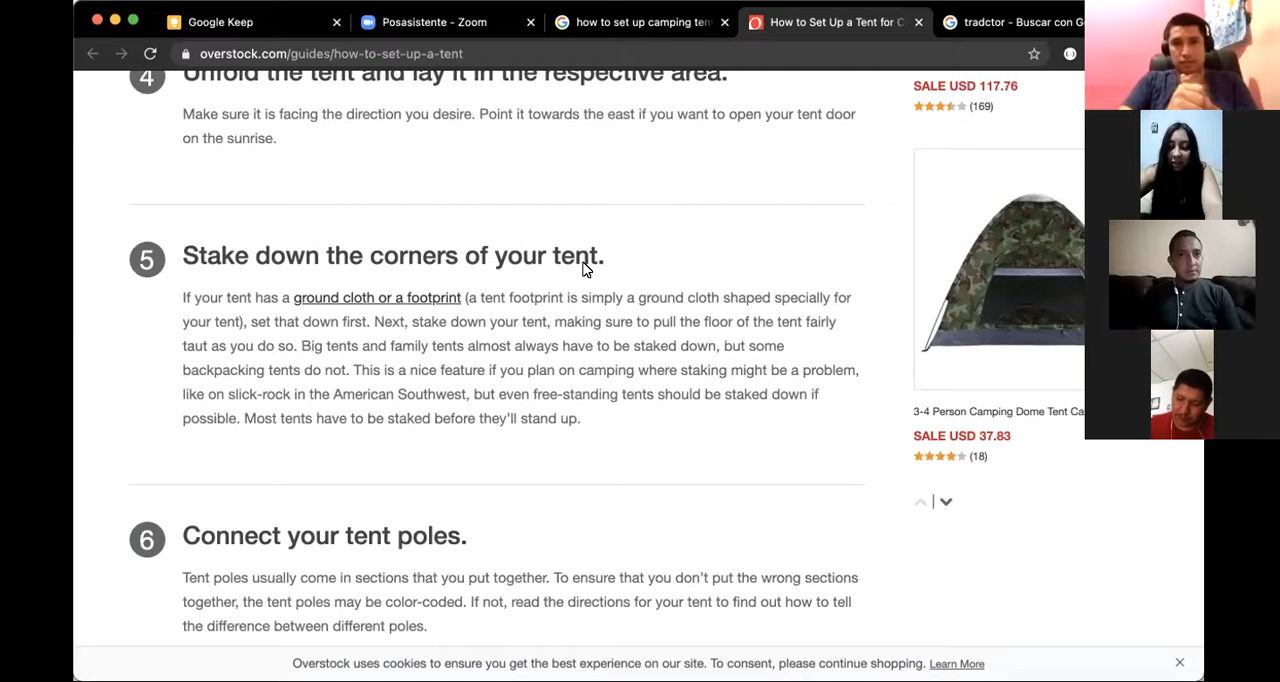 Google Keep
Posasistente - Zoom
how to set up camping ten
How to Set Up a Tent for C
tradctor - Buscar con G
overstock.com/guides/how-to-set-up-a-tent
4 Unfold the tent and lay it in the respective area.
Make sure it is facing the direction you desire. Point it towards the east if you want to open your tent door
on the sunrise.
SALE USD 117.76
(169)
5 Stake down the corners of your tent.
If your tent has a ground cloth or a footprint (a tent footprint is simply a ground cloth shaped specially for
your tent), set that down first. Next, stake down your tent, making sure to pull the floor of the tent fairly
taut as you do so. Big tents and family tents almost always have to be staked down, but some
backpacking tents do not. This is a nice feature if you plan on camping where staking might be a problem,
like on slick-rock in the American Southwest, but even free-standing tents should be staked down if
possible. Most tents have to be staked before they'll stand up.
3-4 Person Camping Dome Tent Ca
SALE USD 37.83
(18)
6 Connect your tent poles.
Tent poles usually come in sections that you put together. To ensure that you don't put the wrong sections
together, the tent poles may be color-coded. If not, read the directions for your tent to find out how to tell
the difference between different poles.
Overstock uses cookies to ensure you get the best experience on our site. To consent, please continue shopping. Learn More